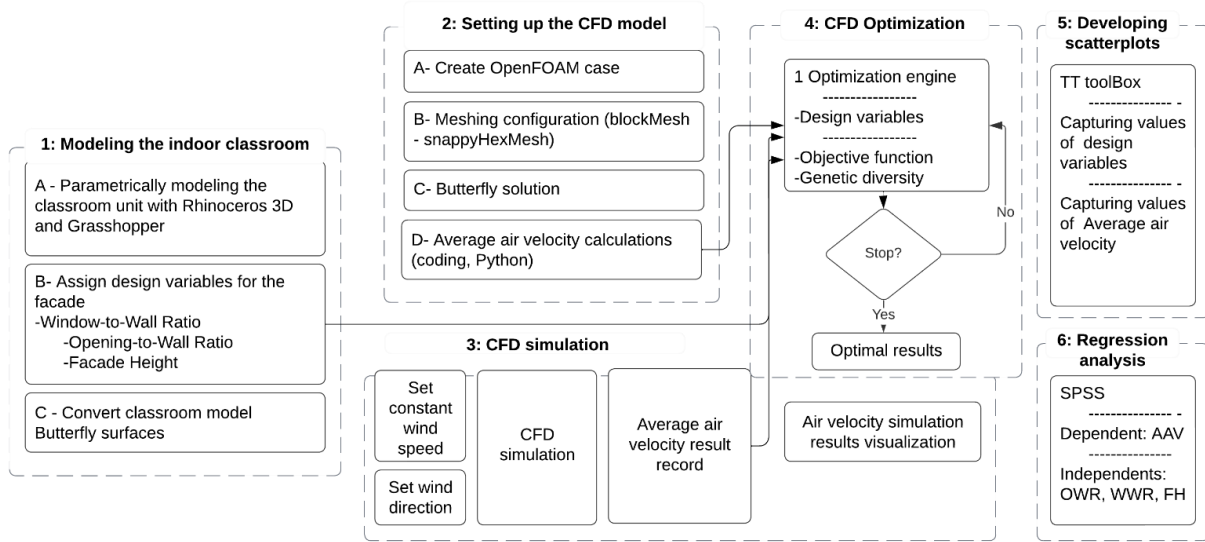 1: Modeling the indoor classroom
A - Parametrically modeling the
classroom unit with Rhinoceros 3D
and Grasshopper
B- Assign design variables for the
facade
-Window-to-Wall Ratio
-Opening-to-Wall Ratio
-Facade Height
C - Convert classroom model
Butterfly surfaces
2: Setting up the CFD model
A- Create OpenFOAM case
B- Meshing configuration (blockMesh
- snappyHexMesh)
C- Butterfly solution
D- Average air velocity calculations
(coding, Python)
3: CFD simulation
Set
constant
wind
speed
Set wind
direction
CFD
simulation
Average air
velocity result
record
Air velocity simulation
results visualization
4: CFD Optimization
1 Optimization engine
-----------------
-Design variables
-----------------
-Objective function
-Genetic diversity
Stop?
No
Yes
Optimal results
5: Developing
scatterplots
TT toolBox
--------------- -
Capturing values
of design
variables
--------------- -
Capturing values
of Average air
velocity
6: Regression
analysis
SPSS
--------------- -
Dependent: AAV
---------------
Independents:
OWR, WWR, FH